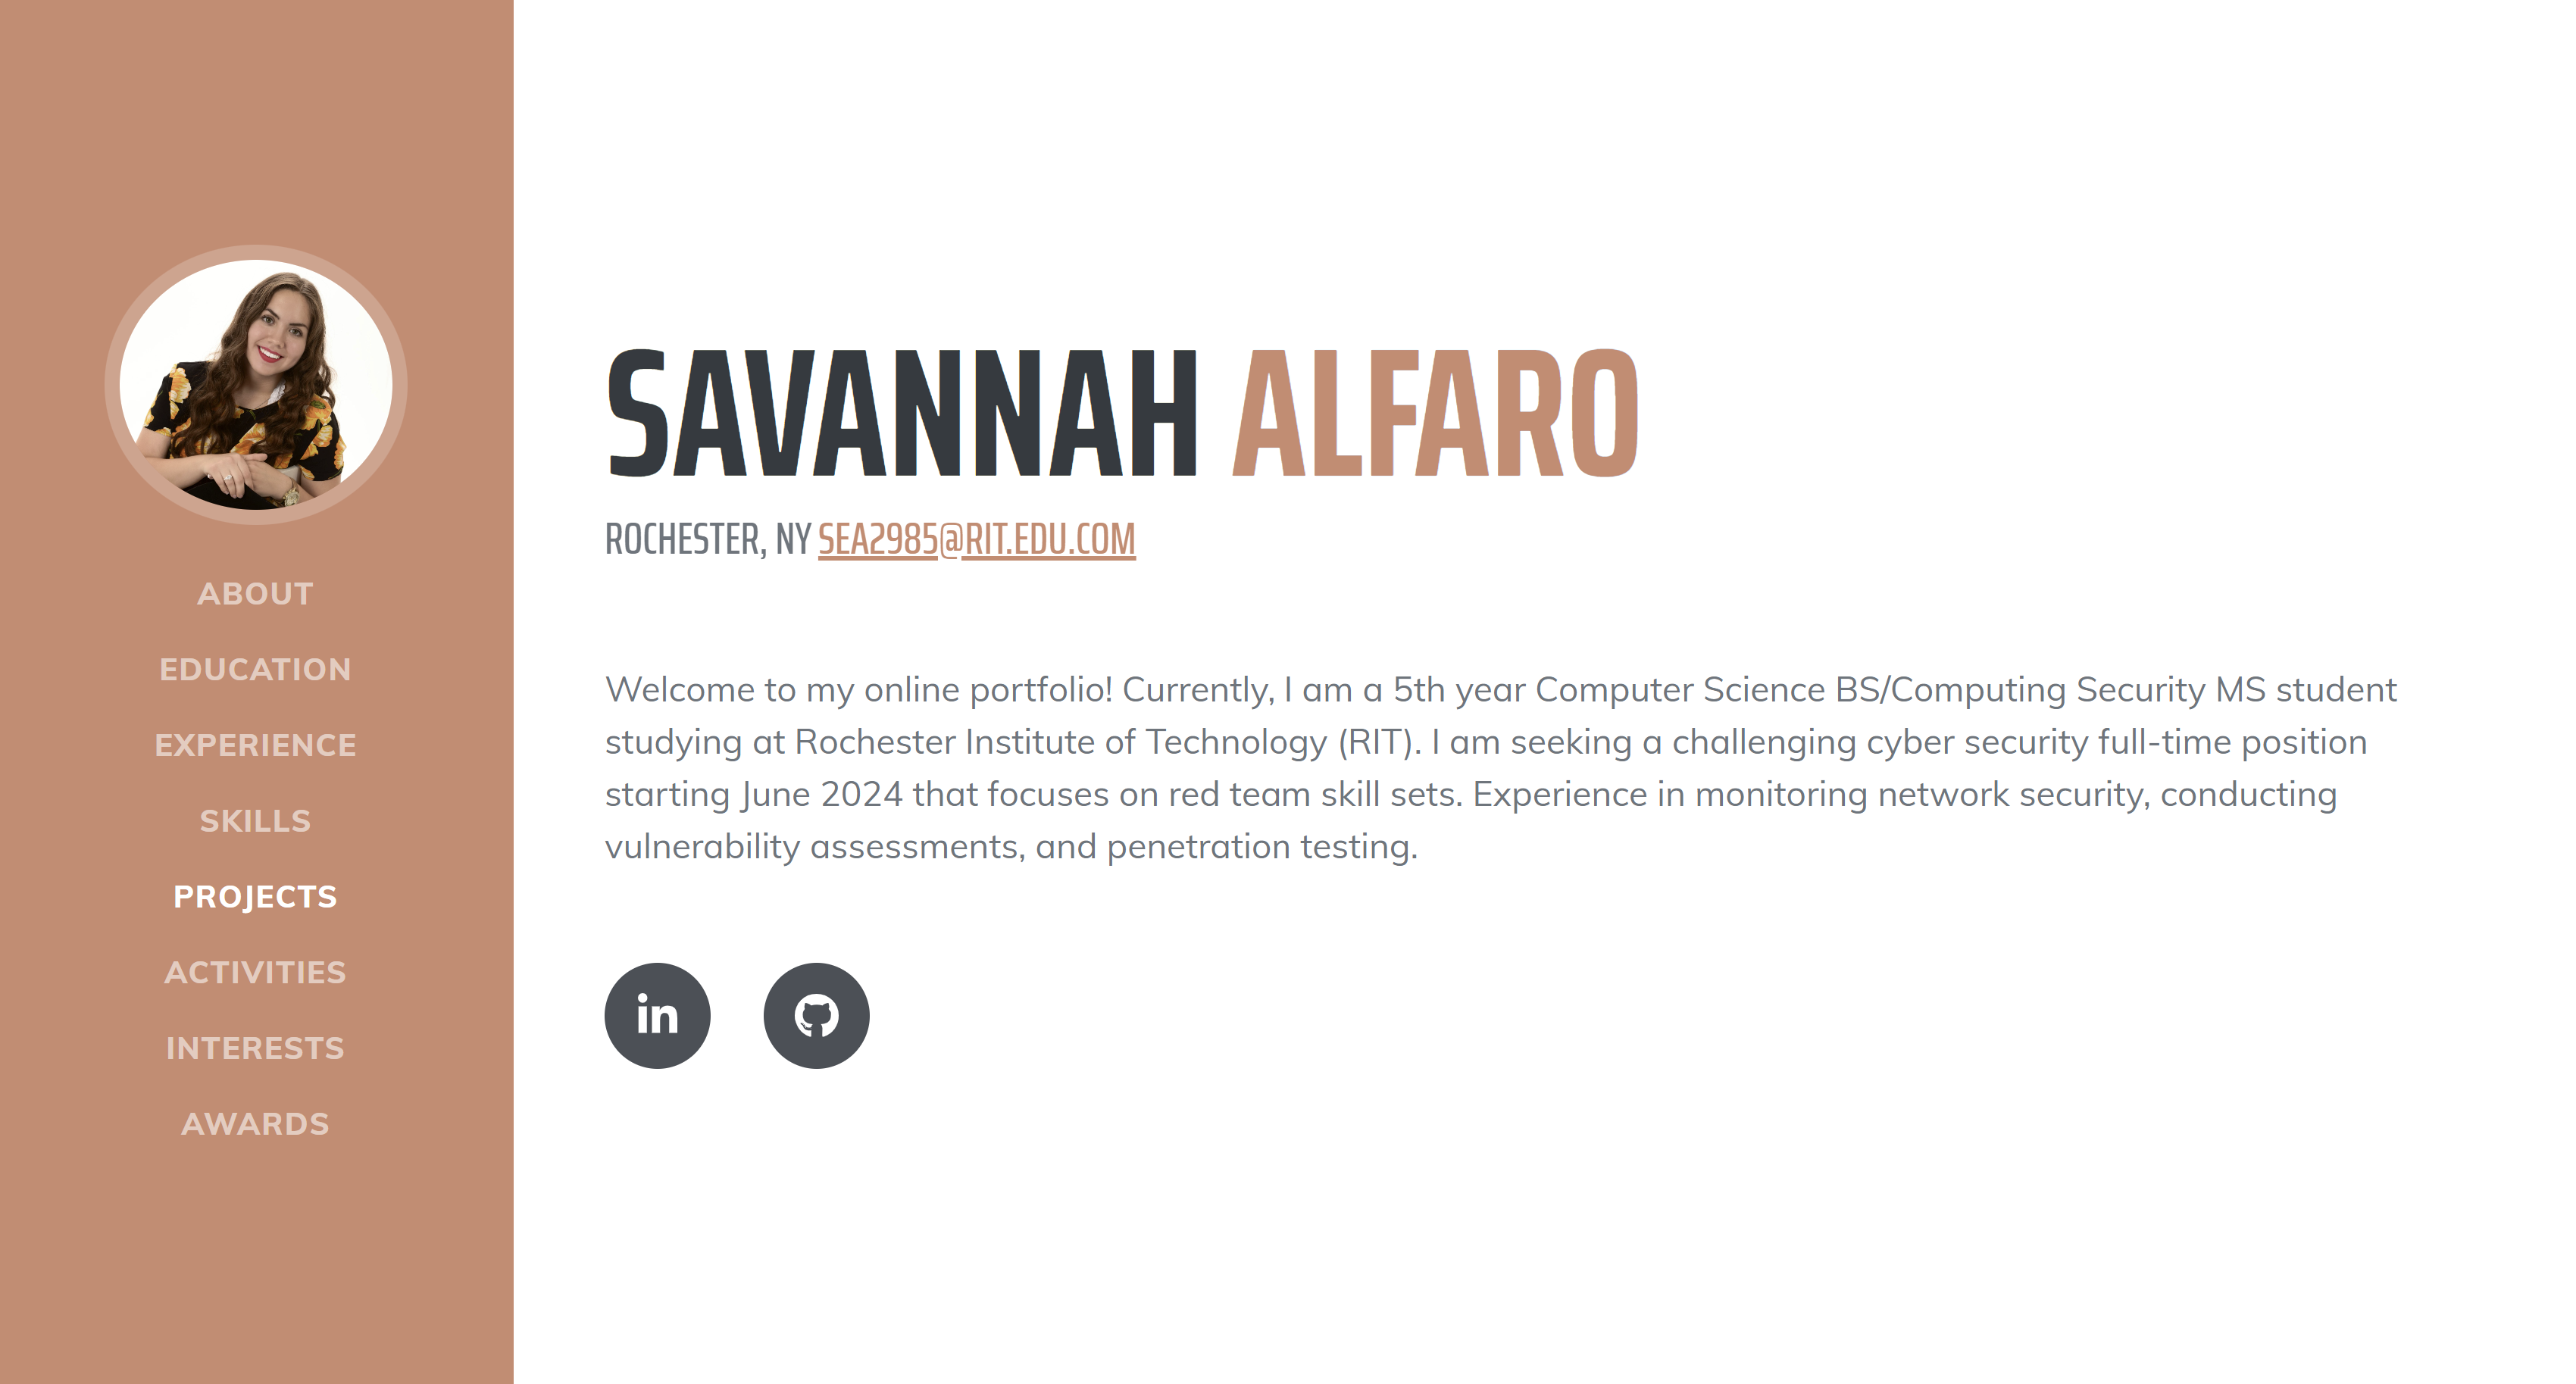 ABOUT
EDUCATION
EXPERIENCE
SKILLS
PROJECTS
ACTIVITIES
INTERESTS
AWARDS
SAVANNAH ALFARO
ROCHESTER, NY SEA2985@RIT.EDU.COM
Welcome to my online portfolio! Currently, I am a 5th year Computer Science BS/Computing Security MS student
studying at Rochester Institute of Technology (RIT). I am seeking a challenging cyber security full-time position
starting June 2024 that focuses on red team skill sets. Experience in monitoring network security, conducting
vulnerability assessments, and penetration testing.
in